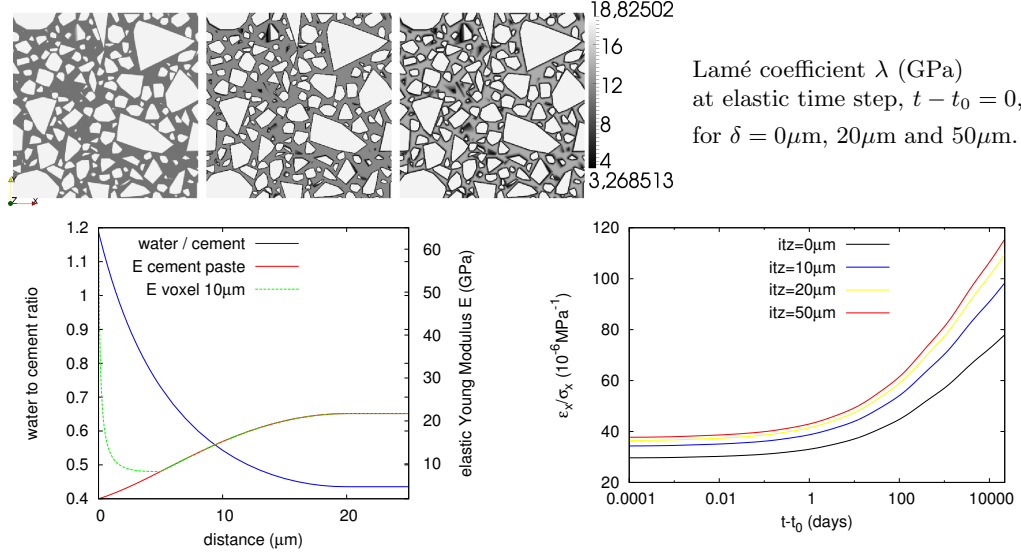 18,82502
16
12
8
4
3,268513
Lamé coefficient λ (GPa)
at elastic time step, t − t0 = 0,
for δ = 0μm, 20μm and 50μm.
Y
Z
x
water / cement
E cement paste
E voxel 10μm
1.2
1.1
1
0.9
0.8
0.7
0.6
0.5
0.4
water to cement ratio
60
50
40
30
20
10
elastic Young Modulus E (GPa)
0
10
20
distance (μm)
itz=0μm
itz=10μm
itz=20μm
itz=50μm
120
100
80
60
40
20
εx/σx (10-6MPa-1)
0.0001
0.01
1
100
10000
t-t0 (days)